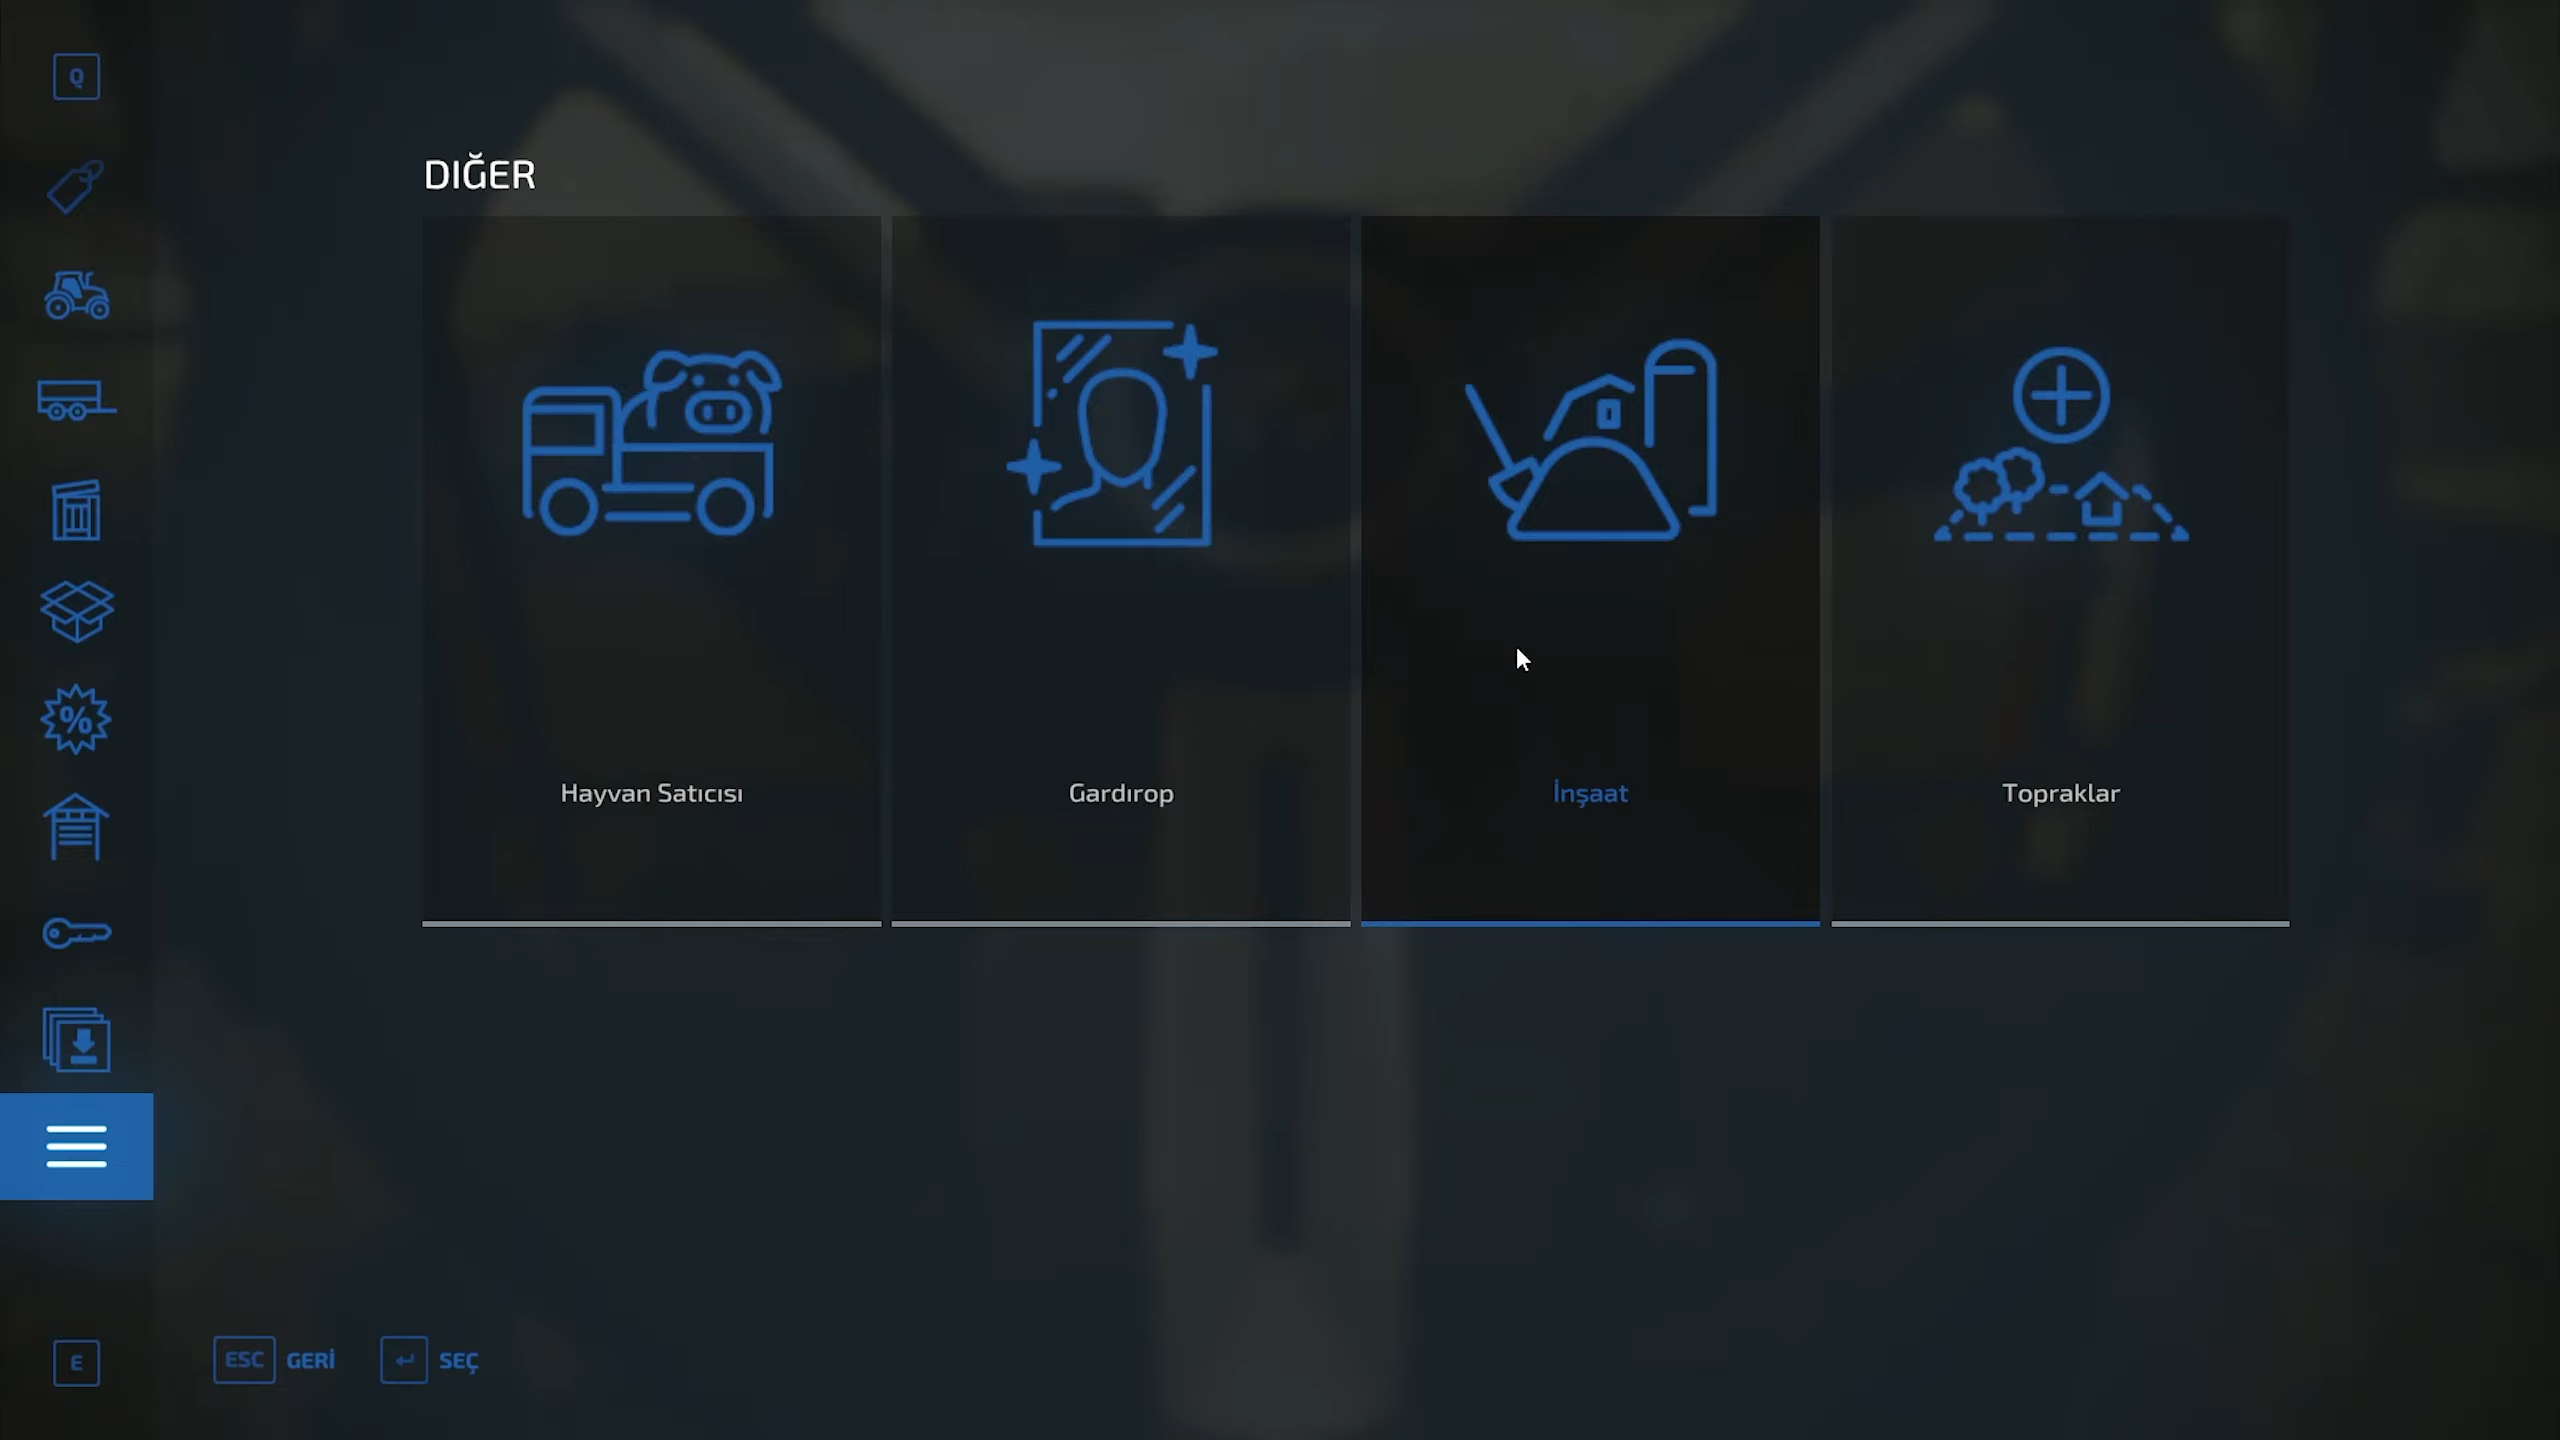 Q
DIĞER
Hayvan Satıcısı
Gardırop
İnşaat
Topraklar
%
E
ESC GERİ
SEÇ